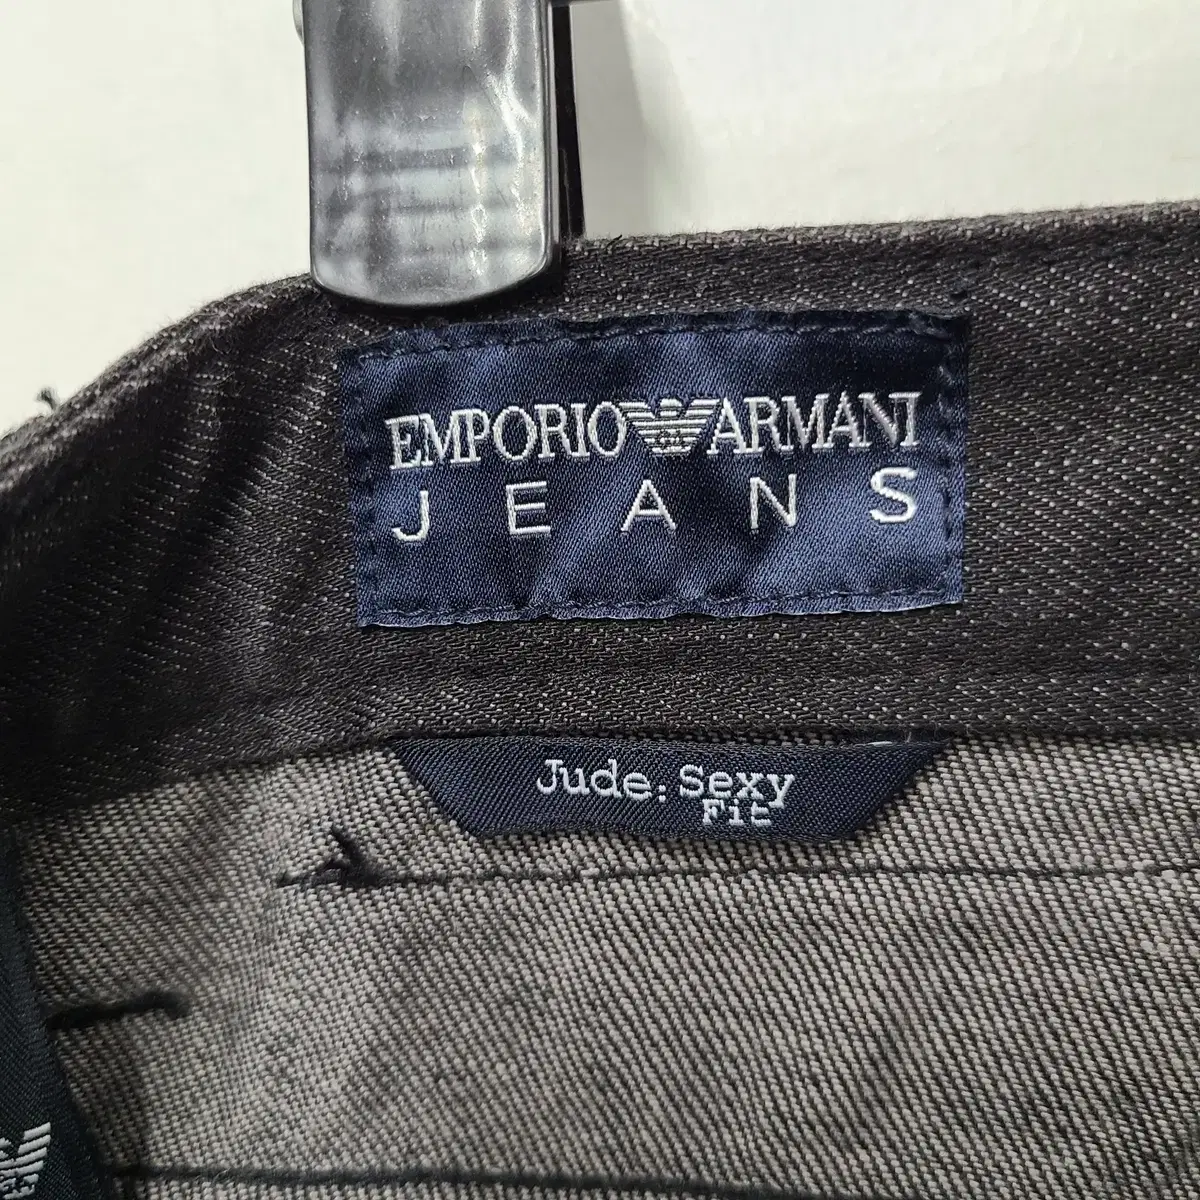 EMPORIO ARMANI
JEANS
Jude: Sexy
Fit